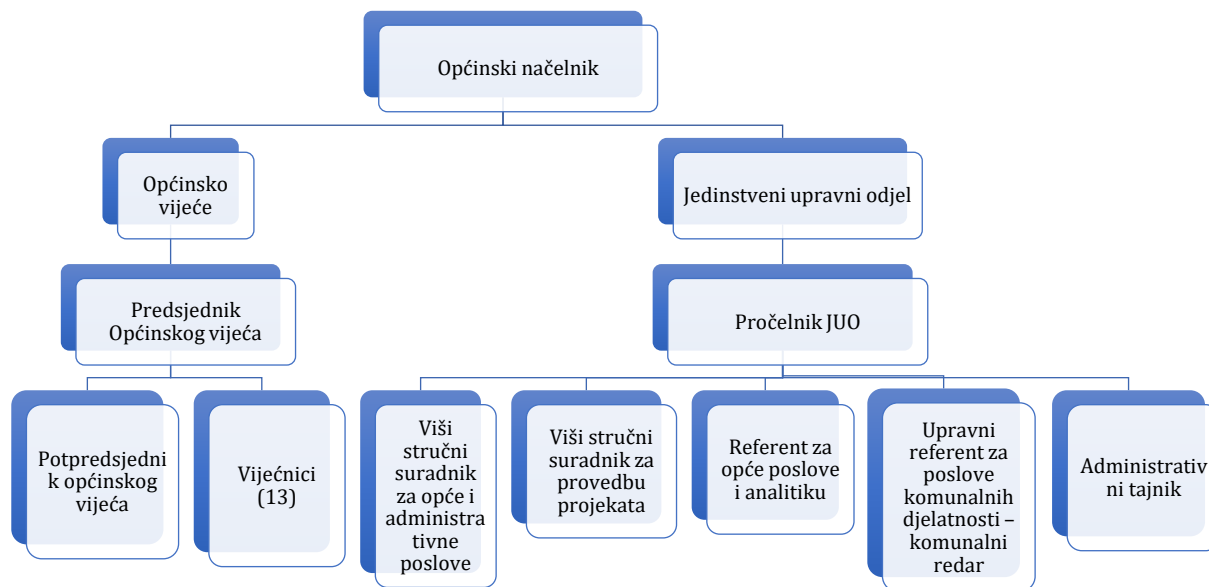 Općinski načelnik
Općinsko
vijeće
Jedinstveni upravni odjel
Predsjednik
Općinskog vijeća
Pročelnik JUO
Potpredsjedni
k općinskog
vijeća
Vijećnici
(13)
Viši
stručni
suradnik
za opće i
administra
tivne
poslove
Viši stručni
suradnik za
provedbu
projekata
Referent za
opće poslove
i analitiku
Upravni
referent za
poslove
komunalnih
djelatnosti –
komunalni
redar
Administrativ
ni tajnik